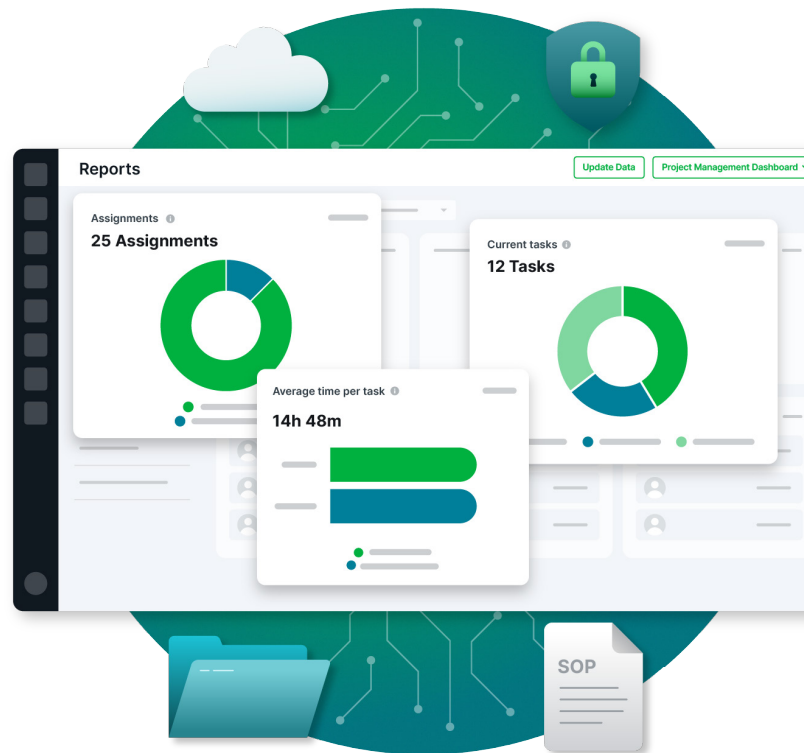 Reports
Update Data
Project Management Dashboard
Assignments
25 Assignments
Current tasks
12 Tasks
Average time per task
14h 48m
SOP